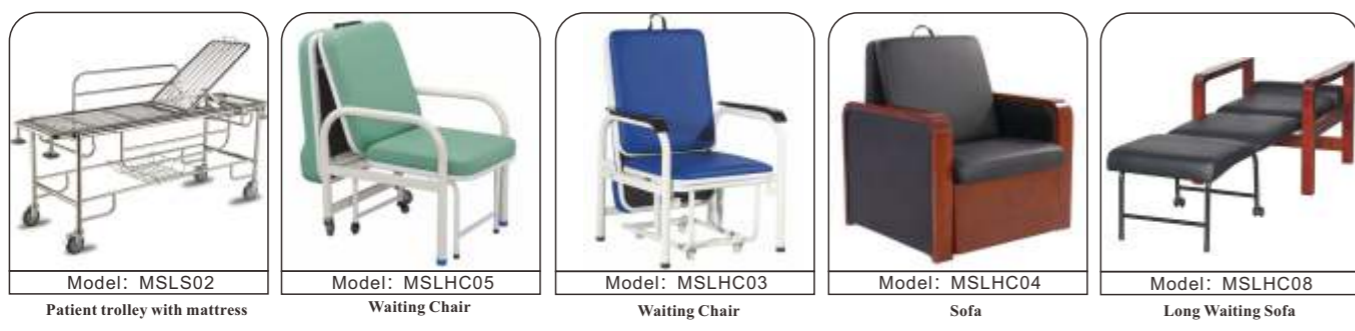 Model: MSLS02
Model: MSLHC05
Model: MSLHC03
Model: MSLHC04
Model: MSLHC08
Patient trolley with mattress
Waiting Chair
Waiting Chair
Sofa
Long Waiting Sofa